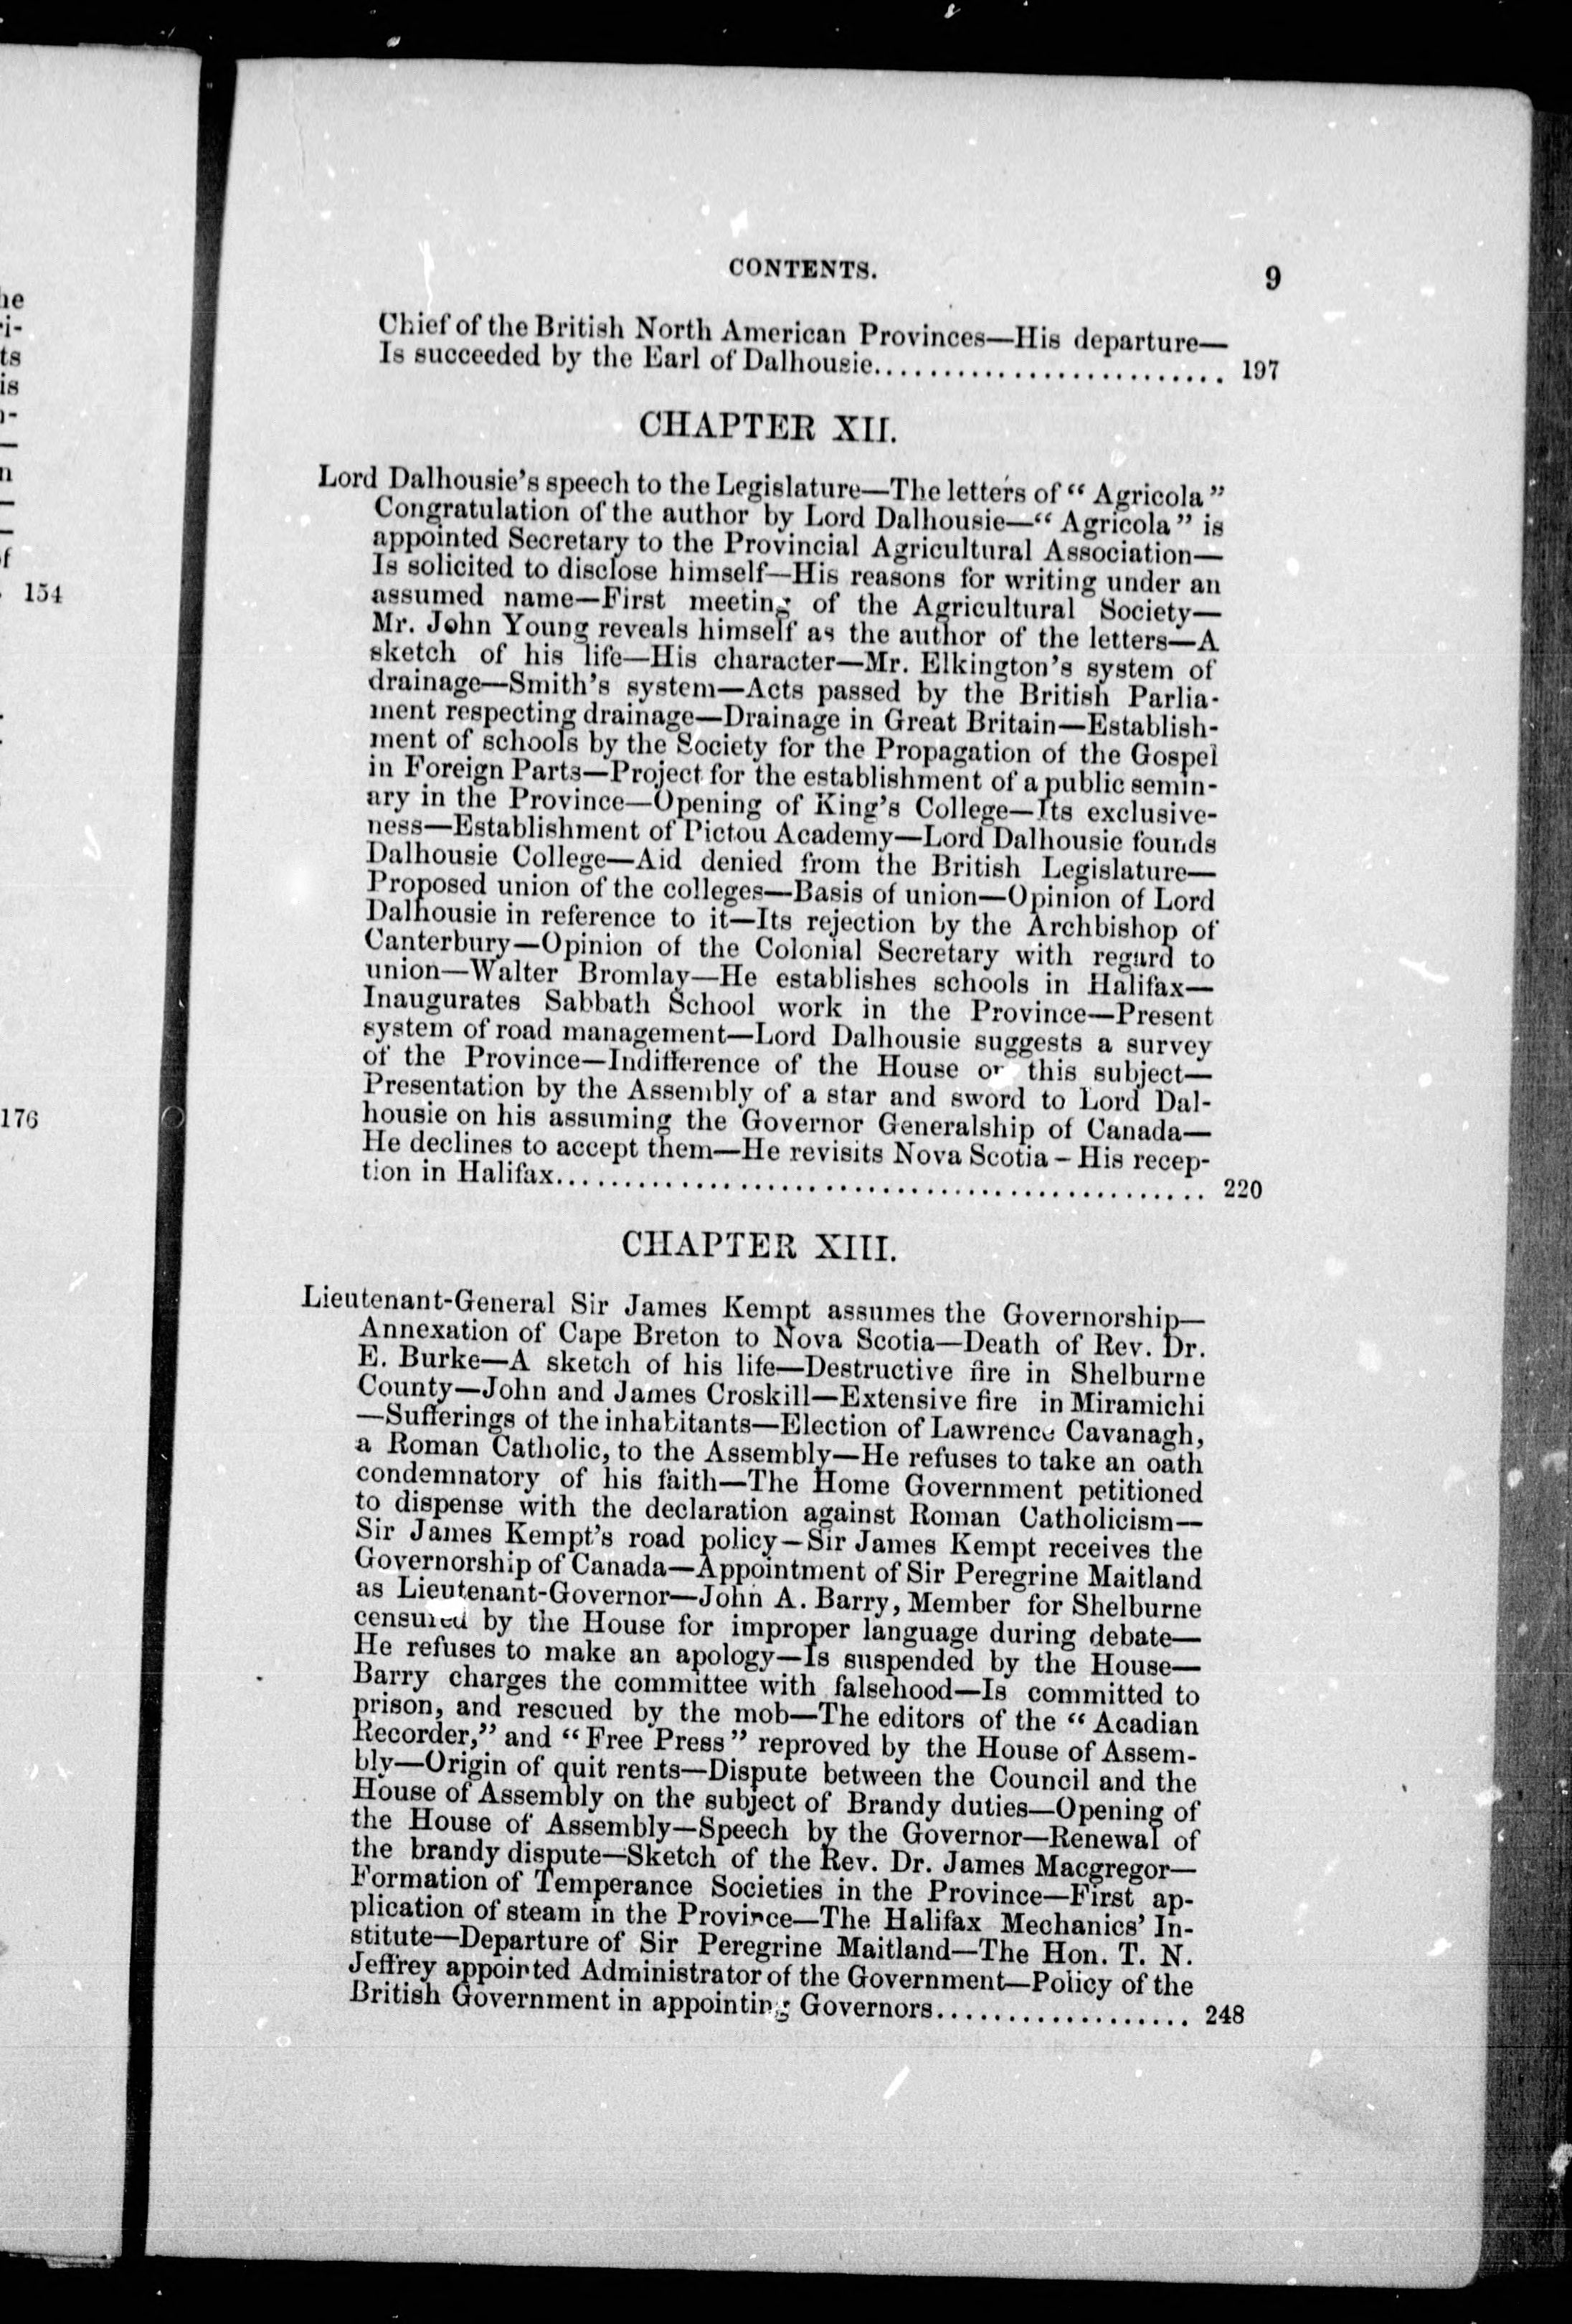 he
ri-
ts
is
n
of
154
176
CONTENTS.
9
Chief of the British North American Provinces—His departure—
Is succeeded by the Earl of Dalhousie.......................... 197
CHAPTER XII.
Lord Dalhousie's speech to the Legislature—The letters of “ Agricola ”
Congratulation of the author by Lord Dalhousie—“ Agricola ” is
appointed Secretary to the Provincial Agricultural Association—
Is solicited to disclose himself—His reasons for writing under an
assumed name—First meeting of the Agricultural Society—
Mr. John Young reveals himself as the author of the letters—A
sketch of his life—His character—Mr. Elkington's system of
drainage—Smith's system—Acts passed by the British Parlia-
ment respecting drainage—Drainage in Great Britain—Establish-
ment of schools by the Society for the Propagation of the Gospel
in Foreign Parts—Project for the establishment of a public semin-
ary in the Province—Opening of King's College—Its exclusive-
ness—Establishment of Pictou Academy—Lord Dalhousie founds
Dalhousie College—Aid denied from the British Legislature—
Proposed union of the colleges—Basis of union—Opinion of Lord
Dalhousie in reference to it—Its rejection by the Archbishop of
Canterbury—Opinion of the Colonial Secretary with regard to
union—Walter Bromlay—He establishes schools in Halifax—
Inaugurates Sabbath School work in the Province—Present
system of road management—Lord Dalhousie suggests a survey
of the Province—Indifference of the House on this subject—
Presentation by the Assembly of a star and sword to Lord Dal-
housie on his assuming the Governor Generalship of Canada—
He declines to accept them—He revisits Nova Scotia – His recep-
tion in Halifax............................................. 220
CHAPTER XIII.
Lieutenant-General Sir James Kempt assumes the Governorship—
Annexation of Cape Breton to Nova Scotia—Death of Rev. Dr.
E. Burke—A sketch of his life—Destructive fire in Shelburne
County—John and James Croskill—Extensive fire in Miramichi
—Sufferings of the inhabitants—Election of Lawrence Cavanagh,
a Roman Catholic, to the Assembly—He refuses to take an oath
condemnatory of his faith—The Home Government petitioned
to dispense with the declaration against Roman Catholicism—
Sir James Kempt's road policy—Sir James Kempt receives the
Governorship of Canada—Appointment of Sir Peregrine Maitland
as Lieutenant-Governor—John A. Barry, Member for Shelburne
censured by the House for improper language during debate—
He refuses to make an apology—Is suspended by the House—
Barry charges the committee with falsehood—Is committed to
prison, and rescued by the mob—The editors of the “ Acadian
Recorder,” and “ Free Press ” reproved by the House of Assem-
bly—Origin of quit rents—Dispute between the Council and the
House of Assembly on the subject of Brandy duties—Opening of
the House of Assembly—Speech by the Governor—Renewal of
the brandy dispute—Sketch of the Rev. Dr. James Macgregor—
Formation of Temperance Societies in the Province—First ap-
plication of steam in the Province—The Halifax Mechanics' In-
stitute—Departure of Sir Peregrine Maitland—The Hon. T. N.
Jeffrey appointed Administrator of the Government—Policy of the
British Government in appointing Governors.................. 248